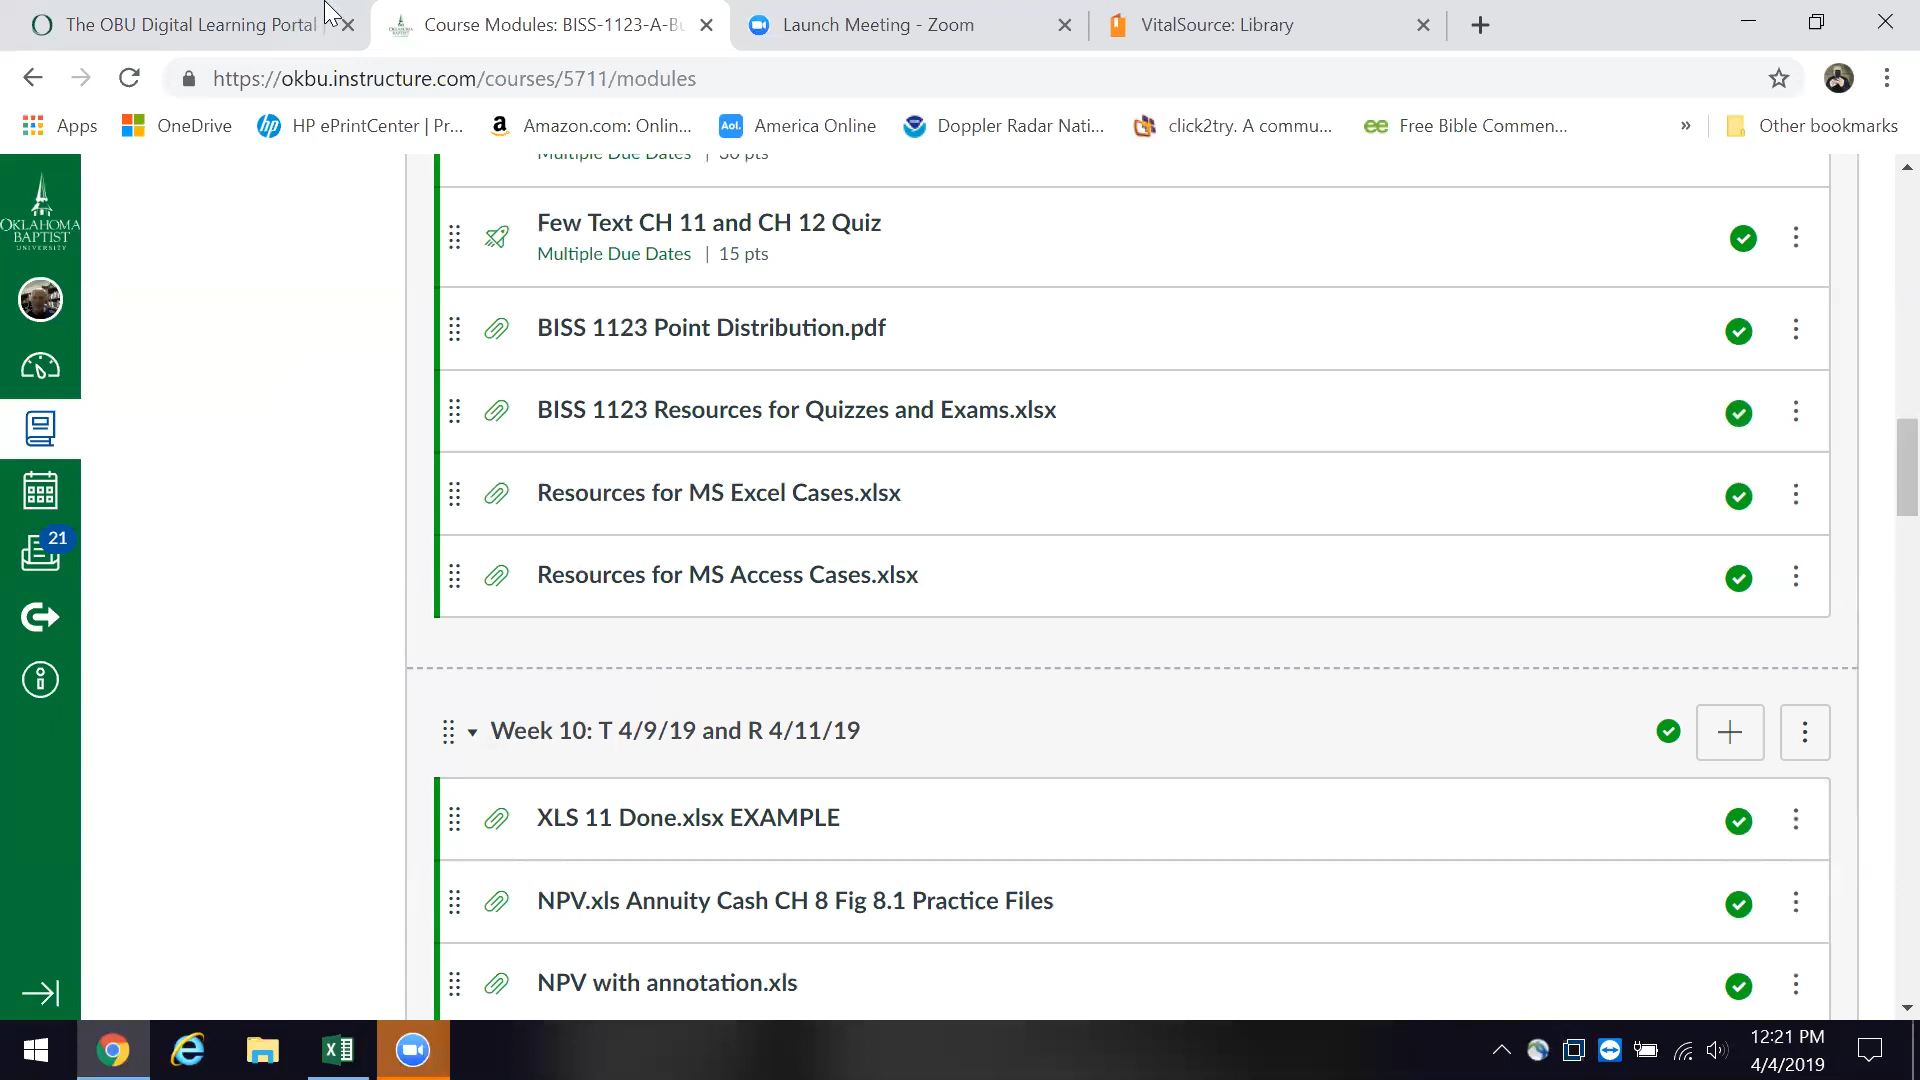 The OBU Digital Learning Portal
Course Modules: BISS-1123-A-Bu
Launch Meeting - Zoom
VitalSource: Library
https://okbu.instructure.com/courses/5711/modules
Apps
OneDrive
HP ePrintCenter | Pr...
Amazon.com: Onlin...
Aol.
America Online
Doppler Radar Nati...
click2try. A commu...
Free Bible Commen...
»
Other bookmarks
OKLAHOMA
BAPTIST
UNIVERSITY
21
Multiple Due Dates | 30 pts
Few Text CH 11 and CH 12 Quiz
Multiple Due Dates | 15 pts
BISS 1123 Point Distribution.pdf
BISS 1123 Resources for Quizzes and Exams.xlsx
Resources for MS Excel Cases.xlsx
Resources for MS Access Cases.xlsx
Week 10: T 4/9/19 and R 4/11/19
XLS 11 Done.xlsx EXAMPLE
NPV.xls Annuity Cash CH 8 Fig 8.1 Practice Files
NPV with annotation.xls
12:21 PM
4/4/2019